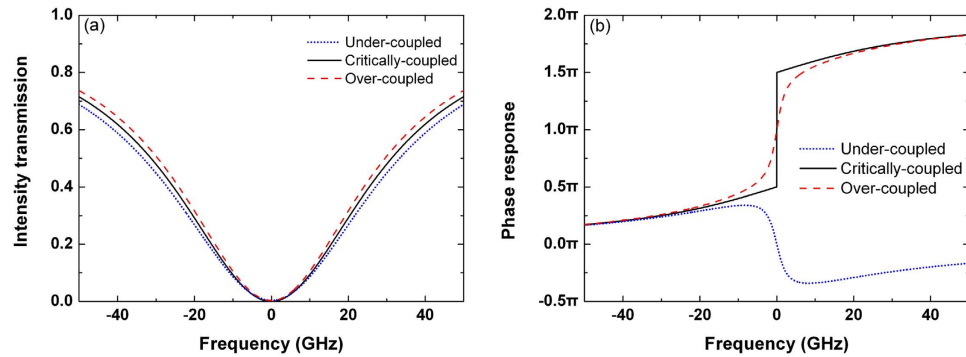 (a)
Intensity transmission
1.0
0.8
0.6
0.4
0.2
0.0
Under-coupled
Critically-coupled
Over-coupled
-40 -20 0 20 40
Frequency (GHz)
(b)
Phase response
2.0π
1.5π
1.0π
0.5π
0.0π
-0.5π
Under-coupled
Critically-coupled
Over-coupled
-40 -20 0 20 40
Frequency (GHz)